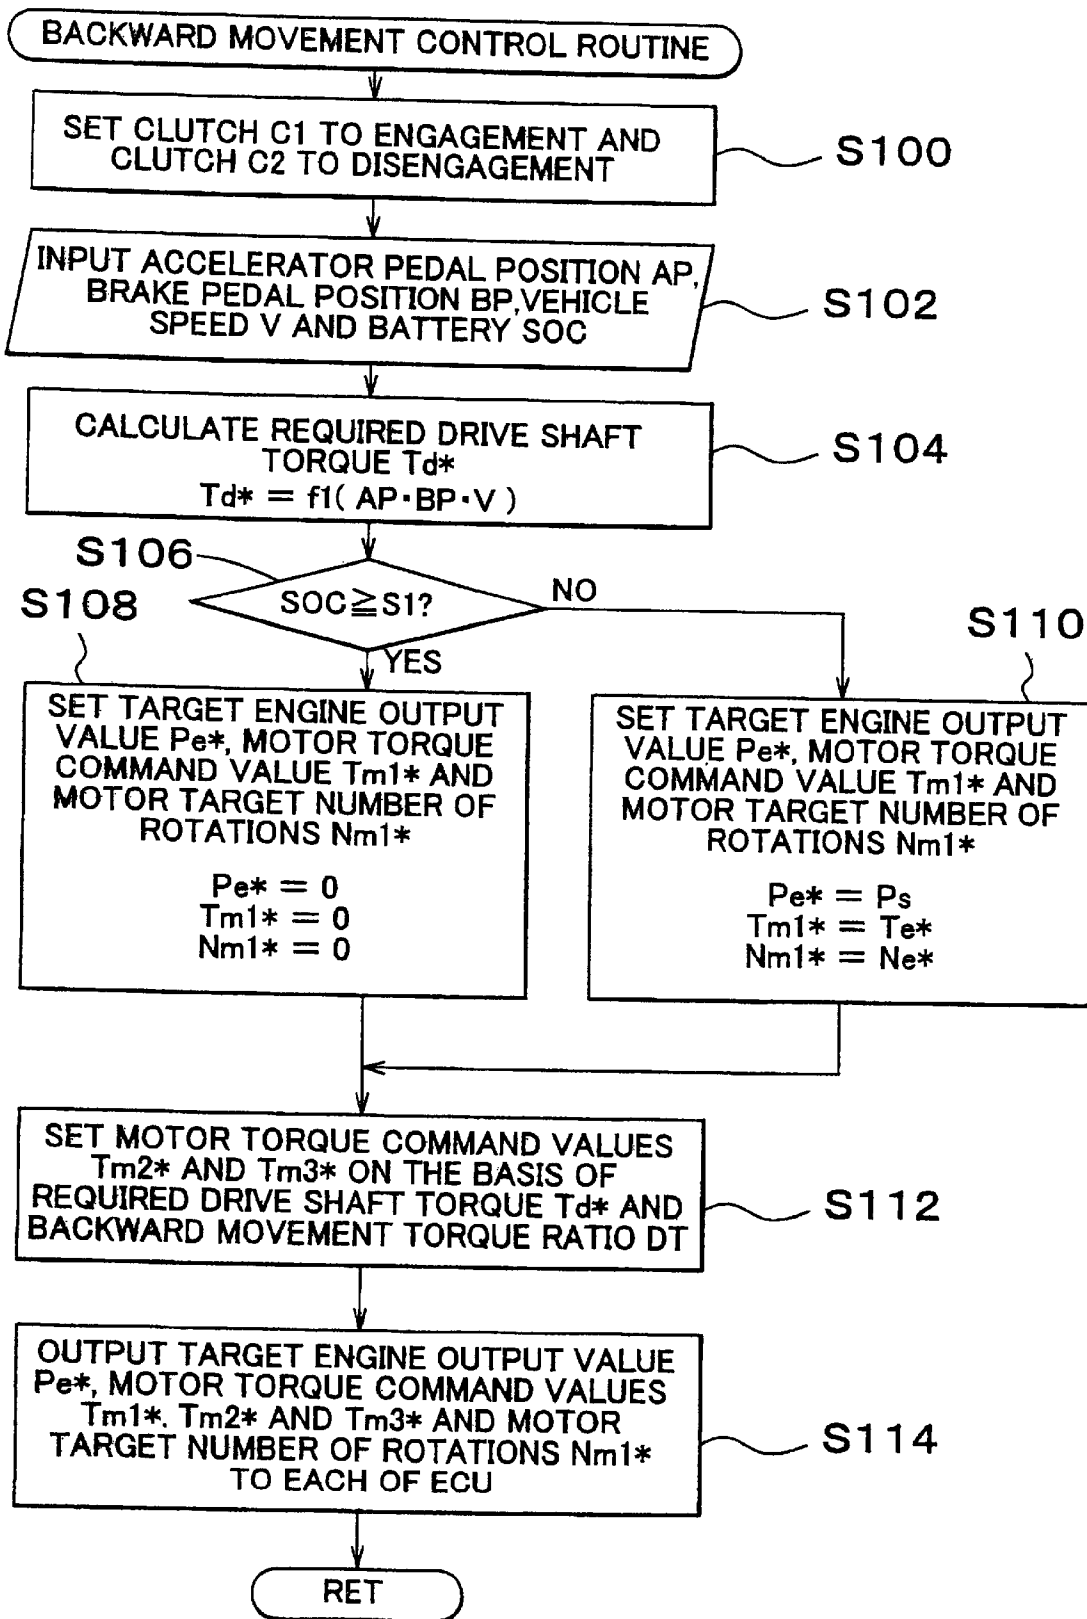 BACKWARD MOVEMENT CONTROL ROUTINE
SET CLUTCH C1 TO ENGAGEMENT AND
CLUTCH C2 TO DISENGAGEMENT
S100
INPUT ACCELERATOR PEDAL POSITION AP,
BRAKE PEDAL POSITION BP,VEHICLE
SPEED V AND BATTERY SOC
S102
CALCULATE REQUIRED DRIVE SHAFT
TORQUE Td*
Td* = f1( AP・BP・V )
S104
S106
SOC≧S1?
NO
YES
S108
SET TARGET ENGINE OUTPUT
VALUE Pe*, MOTOR TORQUE
COMMAND VALUE Tm1* AND
MOTOR TARGET NUMBER OF
ROTATIONS Nm1*
Pe* = 0
Tm1* = 0
Nm1* = 0
S110
SET TARGET ENGINE OUTPUT
VALUE Pe*, MOTOR TORQUE
COMMAND VALUE Tm1* AND
MOTOR TARGET NUMBER OF
ROTATIONS Nm1*
Pe* = Ps
Tm1* = Te*
Nm1* = Ne*
SET MOTOR TORQUE COMMAND VALUES
Tm2* AND Tm3* ON THE BASIS OF
REQUIRED DRIVE SHAFT TORQUE Td* AND
BACKWARD MOVEMENT TORQUE RATIO DT
S112
OUTPUT TARGET ENGINE OUTPUT VALUE
Pe*, MOTOR TORQUE COMMAND VALUES
Tm1*, Tm2* AND Tm3* AND MOTOR
TARGET NUMBER OF ROTATIONS Nm1*
TO EACH OF ECU
S114
RET